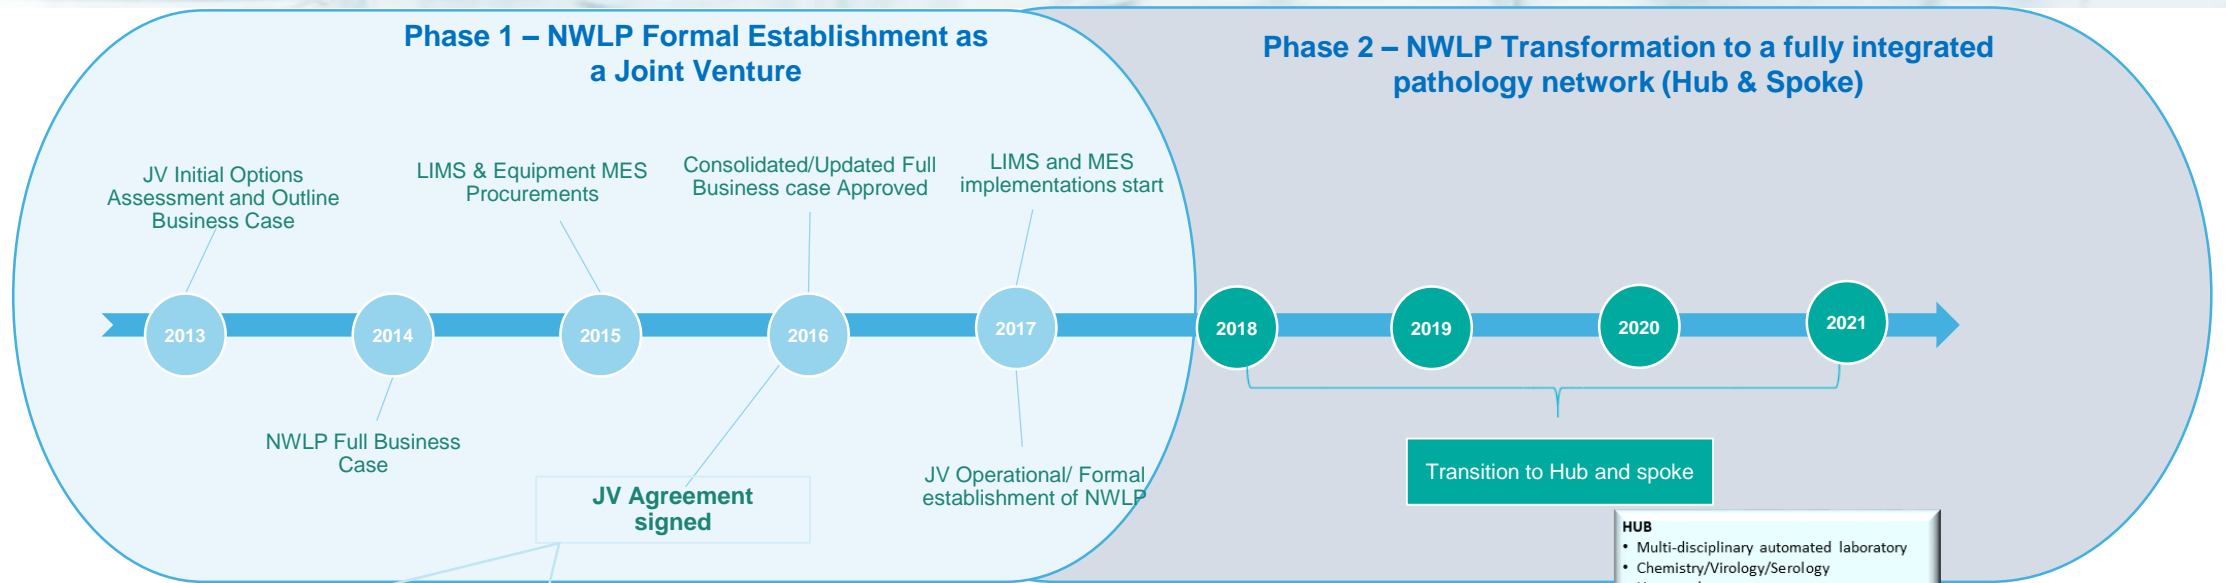 Phase 1 – NWLP Formal Establishment as
a Joint Venture
Phase 2 – NWLP Transformation to a fully integrated
pathology network (Hub & Spoke)
JV Initial Options
Assessment and Outline
Business Case
LIMS & Equipment MES
Procurements
Consolidated/Updated Full
Business case Approved
LIMS and MES
implementations start
2013
2014
2015
2016
2017
2018
2019
2020
2021
NWLP Full Business
Case
JV Agreement
signed
JV Operational/ Formal
establishment of NWLP
Transition to Hub and spoke
HUB
• Multi-disciplinary automated laboratory
• Chemistry/Virology/Serology